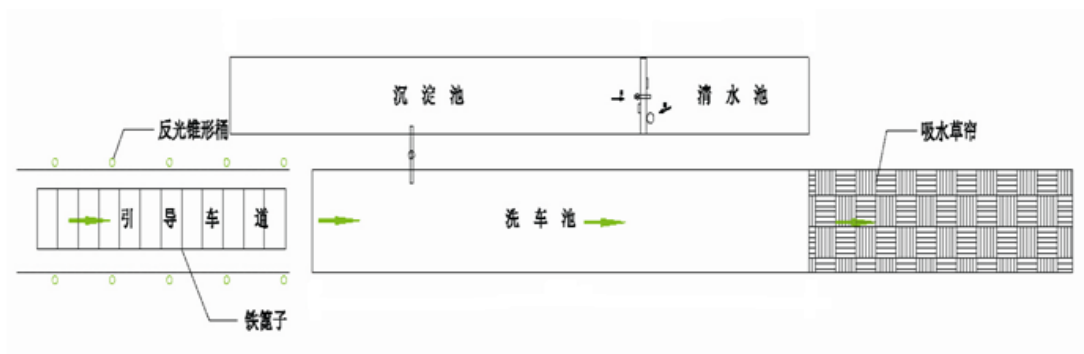 沉淀池
清水池
反光锥形桶
吸水草帘
引导车道
洗车池
铁篦子